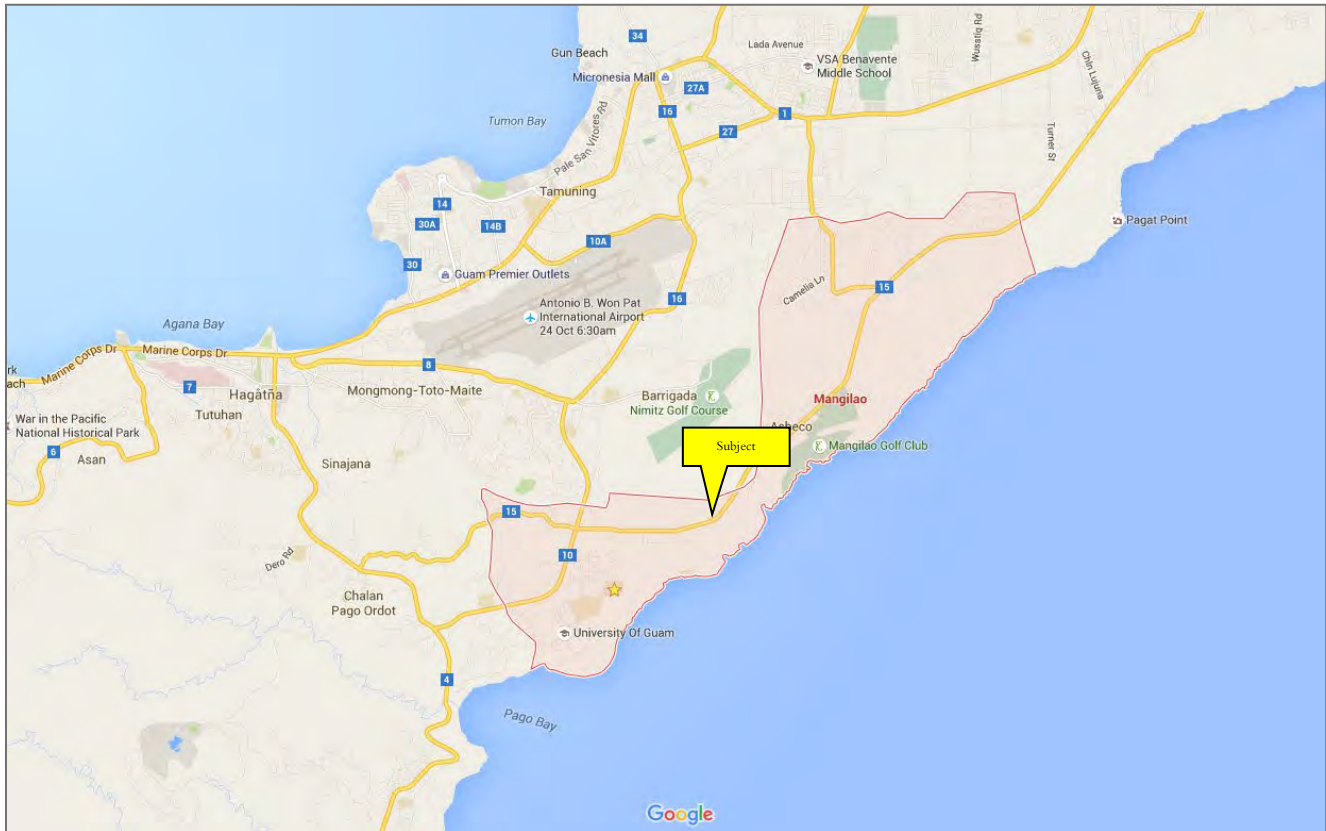 34
Lada Avenue
Wusstig Rd
Gun Beach
VSA Benavente
Middle School
Chln Lujuna
Micronesia Mall
27A
16
1
Tumon Bay
27
Turner St
Pale San Vitores Rd
Tamuning
14
30A
14B
Pagat Point
10A
30
Guam Premier Outlets
Camelia Ln
15
16
Antonio B. Won Pat
International Airport
24 Oct 6:30am
Agana Bay
Marine Corps Dr
Marine Corps Dr
8
rk
ach
7
Hagåtña
Mongmong-Toto-Maite
Barrigada
Nimitz Golf Course
Mangilao
Tutuhan
War in the Pacific
National Historical Park
6
Asan
Sinajana
Subject
Mangilao Golf Club
15
10
Dero Rd
Chalan
Pago Ordot
University Of Guam
4
Pago Bay
Google